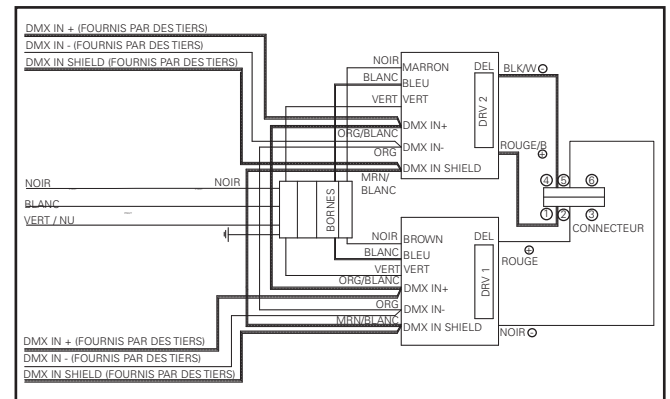 DMX IN + (FOURNIS PAR DES TIERS)
DMX IN - (FOURNIS PAR DES TIERS)
DMX IN SHIELD (FOURNIS PAR DES TIERS)
NOIR MARRON DEL BLK/W -
BLANC BLEU
VERT VERT
DRV 2
DMX IN+
ORG/BLANC
DMX IN-
ORG
ROUGE/B +
DMX IN SHIELD
MRN/
BLANC
4 5 6
NOIR NOIR
BLANC
BORNES
VERT / NU
1 2 3
CONNECTEUR
NOIR BROWN DEL
BLANC BLEU
+
ROUGE
VERT VERT
DRV 1
ORG/BLANC
DMX IN+
ORG
DMX IN-
MRN/BLANC
DMX IN SHIELD
NOIR -
DMX IN + (FOURNIS PAR DES TIERS)
DMX IN - (FOURNIS PAR DES TIERS)
DMX IN SHIELD (FOURNIS PAR DES TIERS)